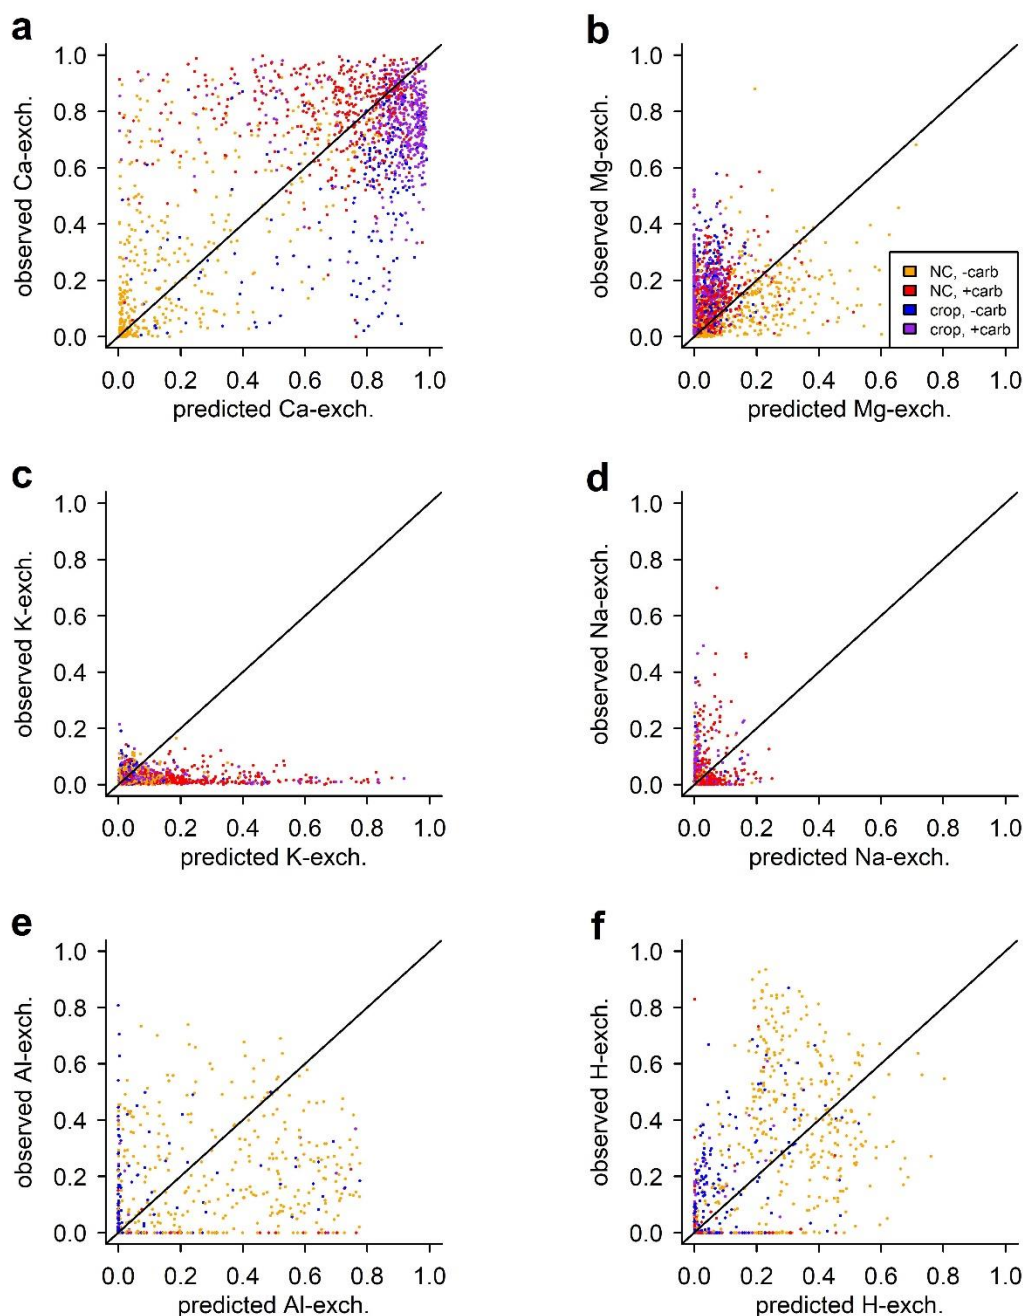 a
observed Ca-exch.
1.0
0.8
0.6
0.4
0.2
0.0
0.0 0.2 0.4 0.6 0.8 1.0
predicted Ca-exch.
b
observed Mg-exch.
1.0
0.8
0.6
0.4
0.2
0.0
NC, -carb
NC, +carb
crop, -carb
crop, +carb
0.0 0.2 0.4 0.6 0.8 1.0
predicted Mg-exch.
c
observed K-exch.
1.0
0.8
0.6
0.4
0.2
0.0
0.0 0.2 0.4 0.6 0.8 1.0
predicted K-exch.
d
observed Na-exch.
1.0
0.8
0.6
0.4
0.2
0.0
0.0 0.2 0.4 0.6 0.8 1.0
predicted Na-exch.
e
observed Al-exch.
1.0
0.8
0.6
0.4
0.2
0.0
0.0 0.2 0.4 0.6 0.8 1.0
predicted Al-exch.
f
observed H-exch.
1.0
0.8
0.6
0.4
0.2
0.0
0.0 0.2 0.4 0.6 0.8 1.0
predicted H-exch.